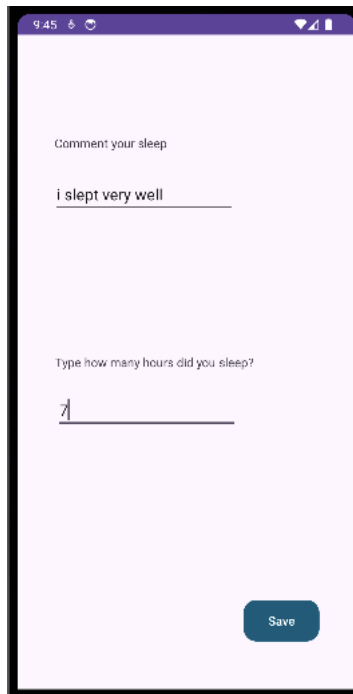 9:45
Comment your sleep
i slept very well
Type how many hours did you sleep?
7
Save